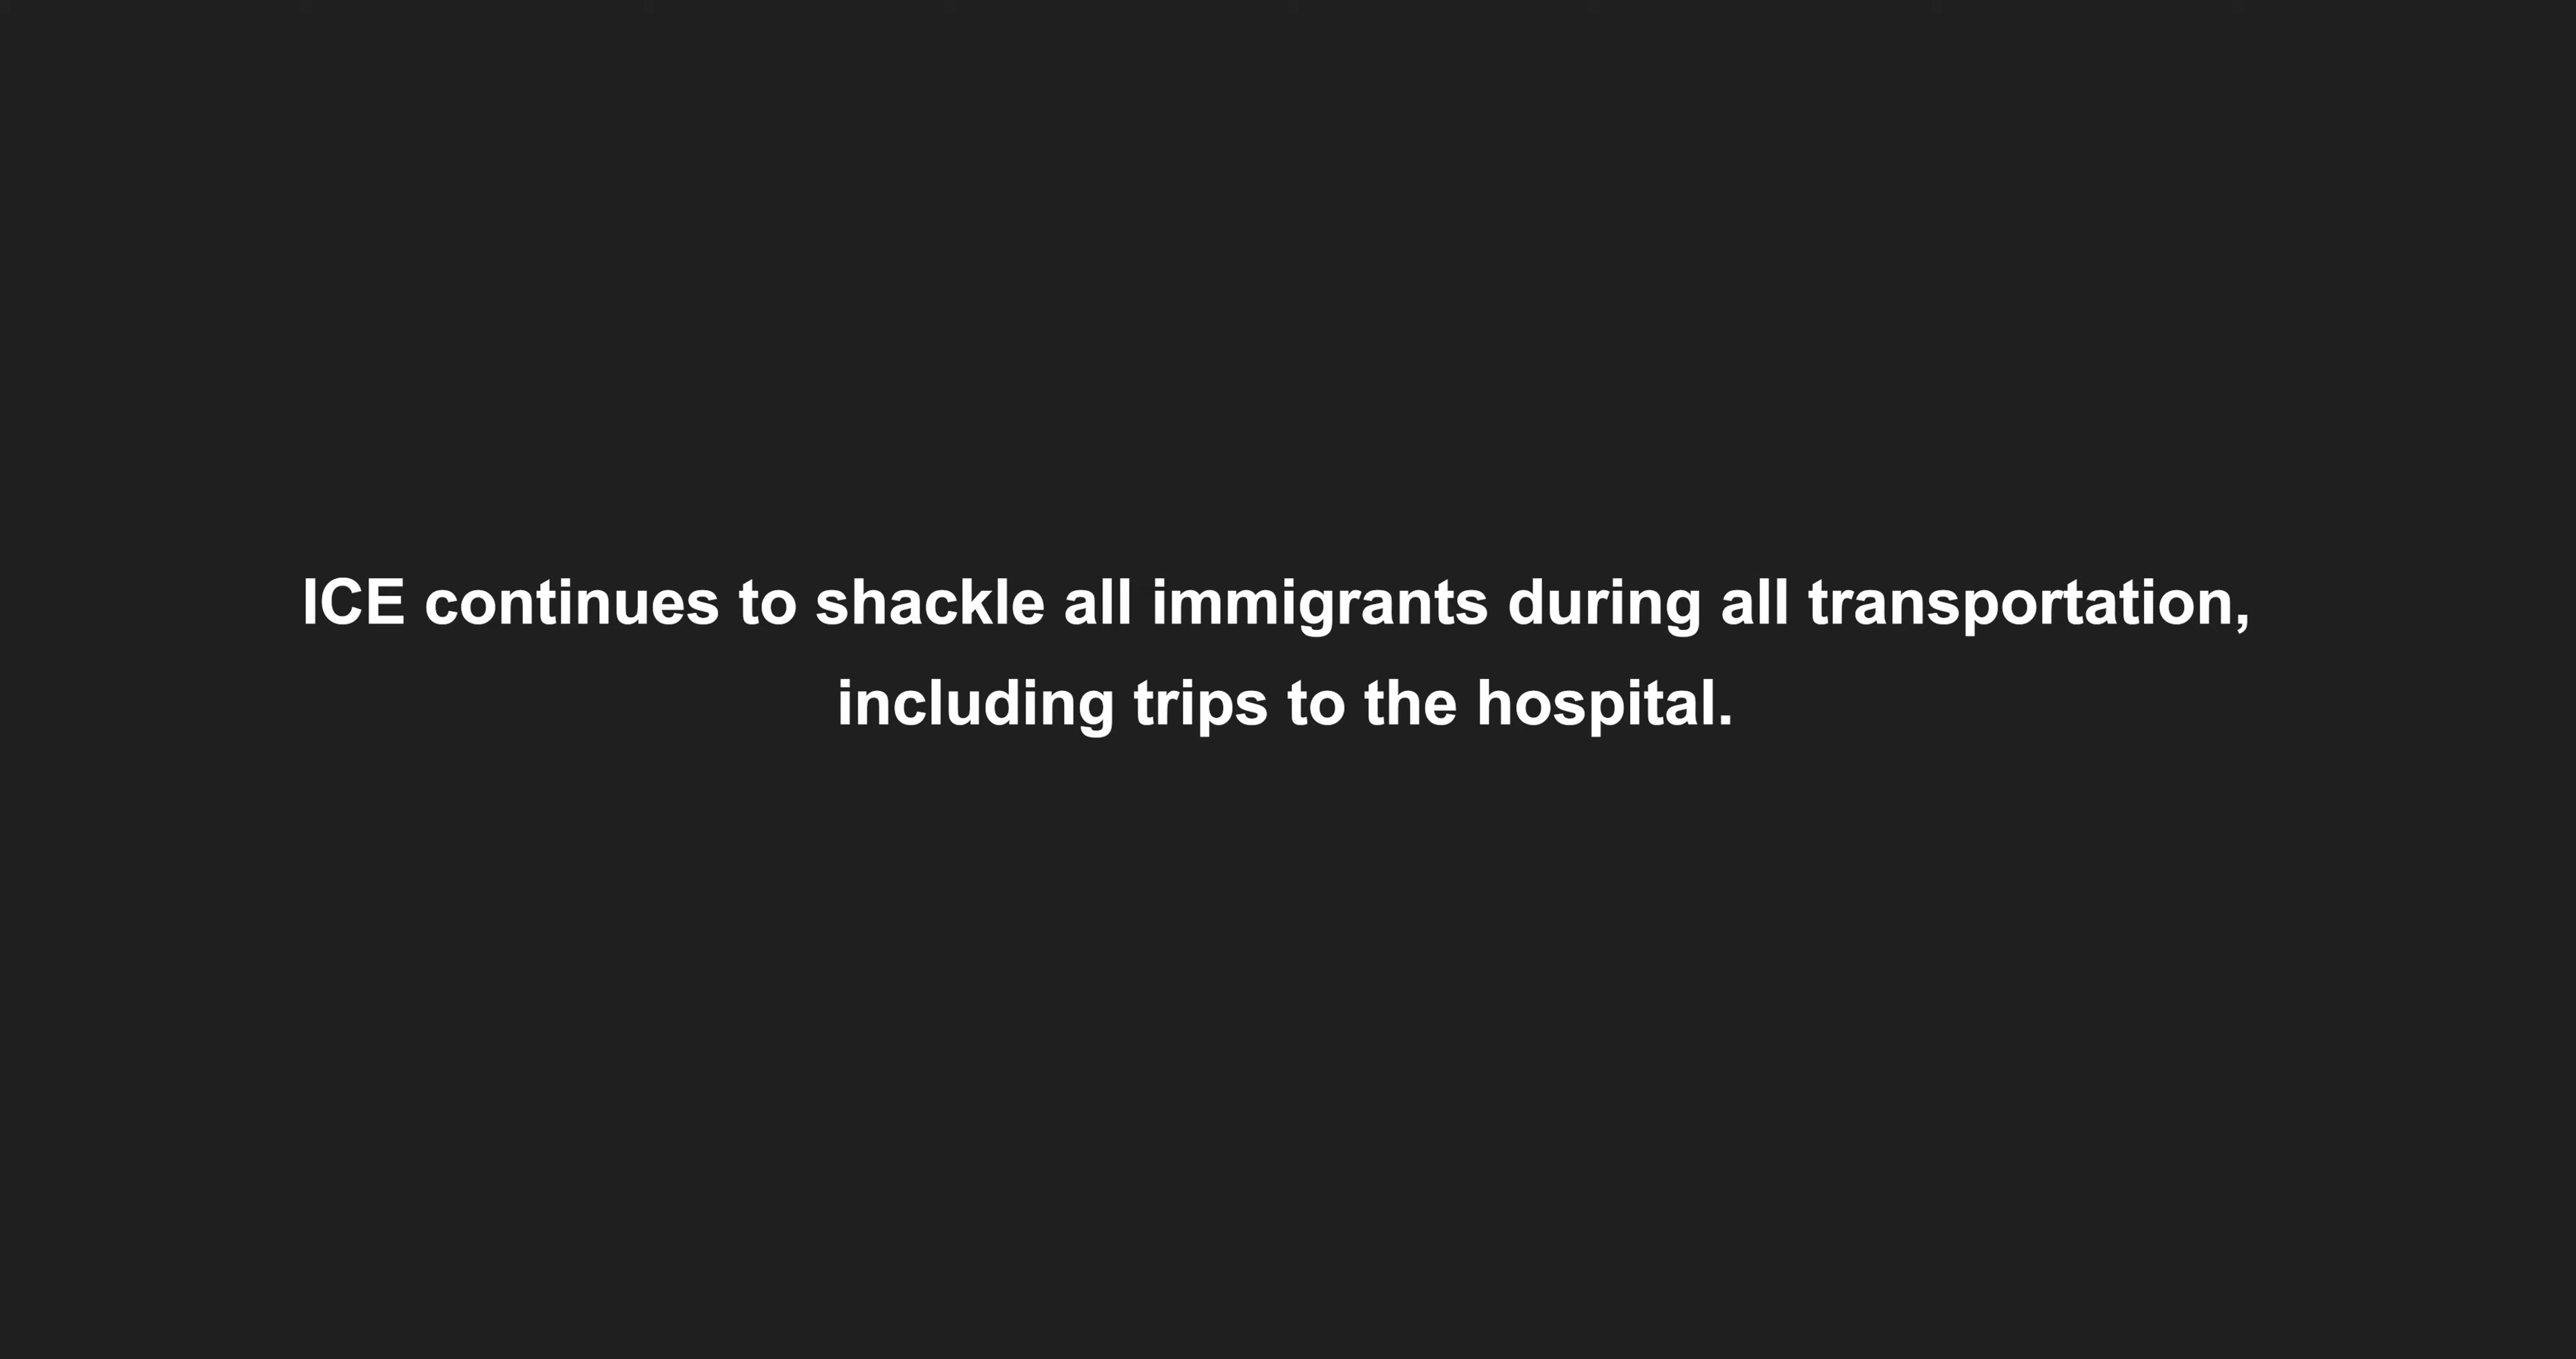 ICE continues to shackle all immigrants during all transportation,
including trips to the hospital.